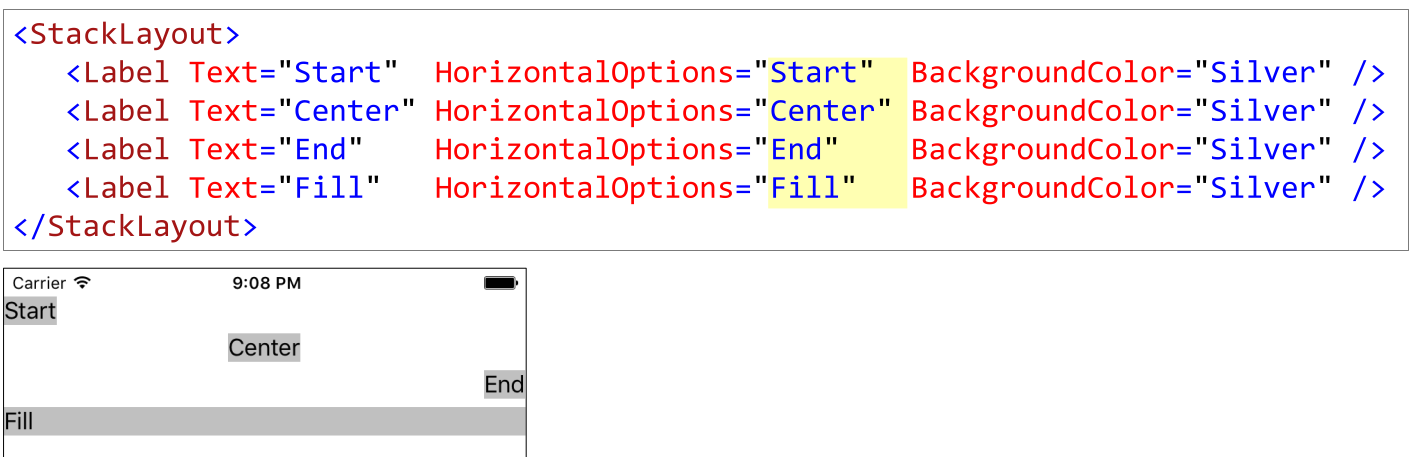 <StackLayout>
   <Label Text="Start"  HorizontalOptions="Start"  BackgroundColor="Silver" />
   <Label Text="Center" HorizontalOptions="Center" BackgroundColor="Silver" />
   <Label Text="End"    HorizontalOptions="End"    BackgroundColor="Silver" />
   <Label Text="Fill"   HorizontalOptions="Fill"   BackgroundColor="Silver" />
</StackLayout>
Carrier 9:08 PM
Start
Center
End
Fill